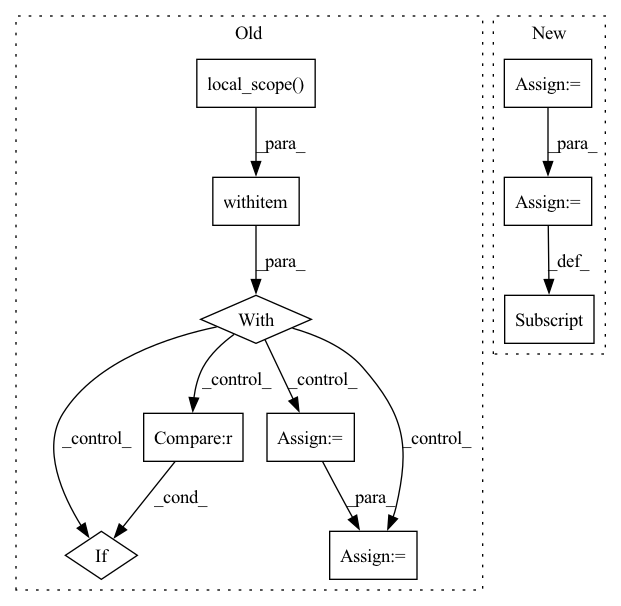 Old
New
local_scope()
Assign:=
_para_
_para_
withitem
Assign:=
_para_
_def_
With
Subscript
_control_
_control_
_control_
_control_
Compare:r
Assign:=
_cond_
_para_
If
Assign:=